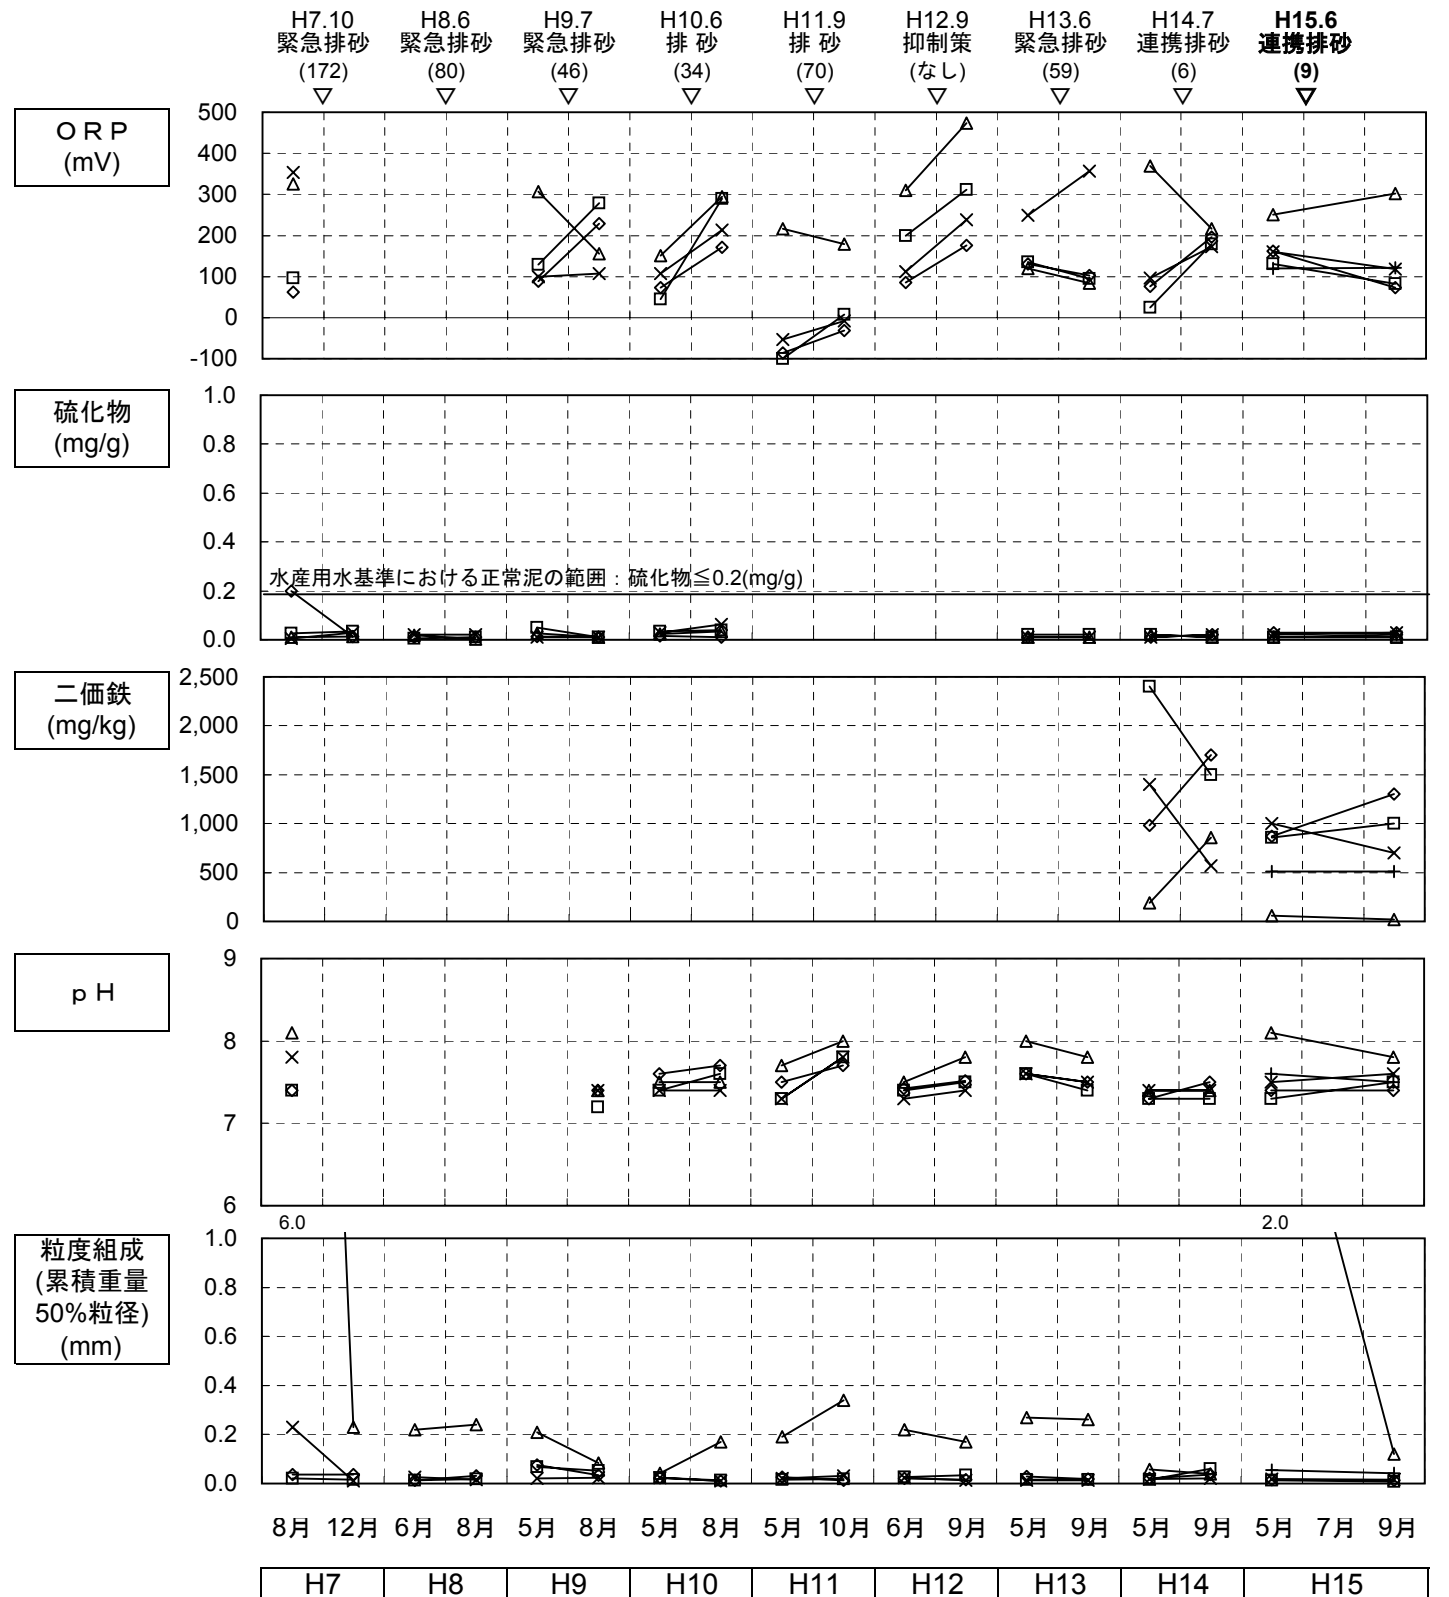 H7.10 H8.6 H9.7 H10.6 H11.9 H12.9 H13.6 H14.7 H15.6
緊急排砂 緊急排砂 緊急排砂 排 砂 排 砂 抑制策 緊急排砂 連携排砂 連携排砂
(172) (80) (46) (34) (70) (なし) (59) (6) (9)
ＯＲＰ
(mV)
500
400
300
200
100
0
-100
硫化物
(mg/g)
1.0
0.8
0.6
0.4
水産用水基準における正常泥の範囲：硫化物≦0.2(mg/g)
0.2
0.0
二価鉄
(mg/kg)
2,500
2,000
1,500
1,000
500
0
ｐＨ
9
8
7
6
6.0 2.0
粒度組成
(累積重量
50%粒径)
(mm)
1.0
0.8
0.6
0.4
0.2
0.0
8月 12月 6月 8月 5月 8月 5月 8月 5月 10月 6月 9月 5月 9月 5月 9月 5月 7月 9月
H7 H8 H9 H10 H11 H12 H13 H14 H15